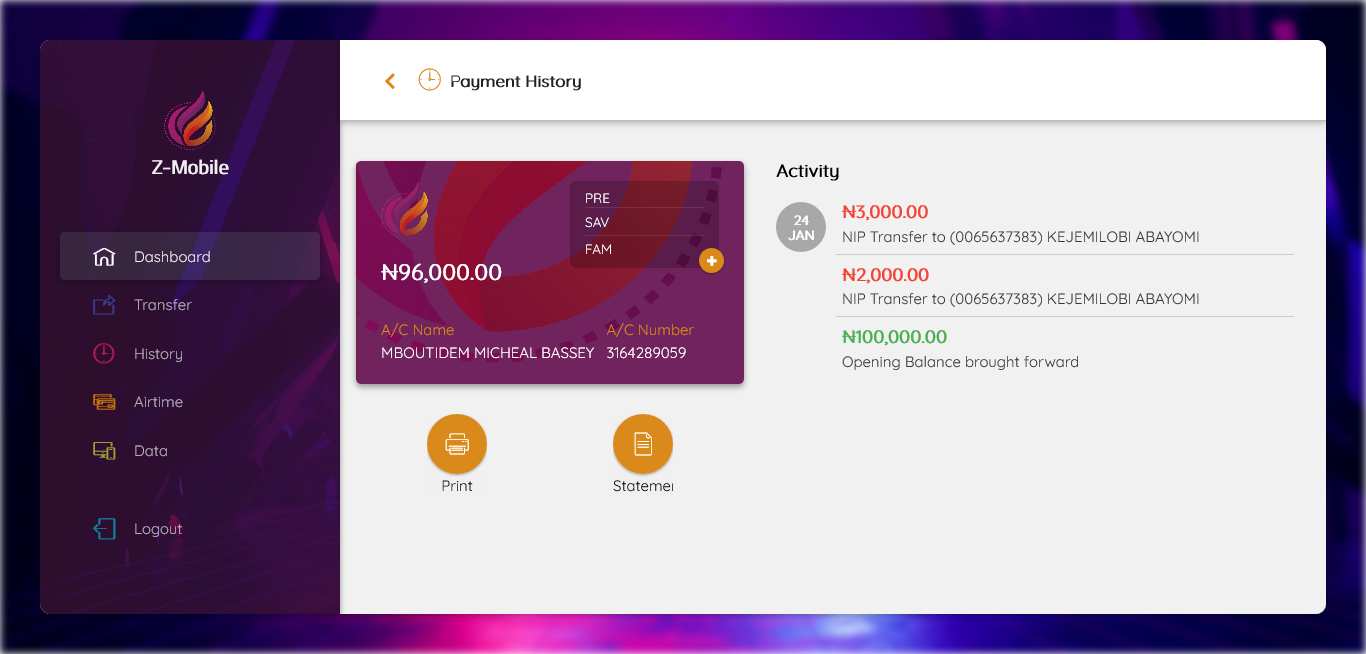 Z-Mobile
Dashboard
Transfer
History
Airtime
Data
Logout
Payment History
PRE
SAV
FAM
₦96,000.00
A/C Name
A/C Number
MBOUTIDEM MICHEAL BASSEY
3164289059
Print
Statemer
Activity
24
JAN
₦3,000.00
NIP Transfer to (0065637383) KEJEMILOBI ABAYOMI
₦2,000.00
NIP Transfer to (0065637383) KEJEMILOBI ABAYOMI
₦100,000.00
Opening Balance brought forward